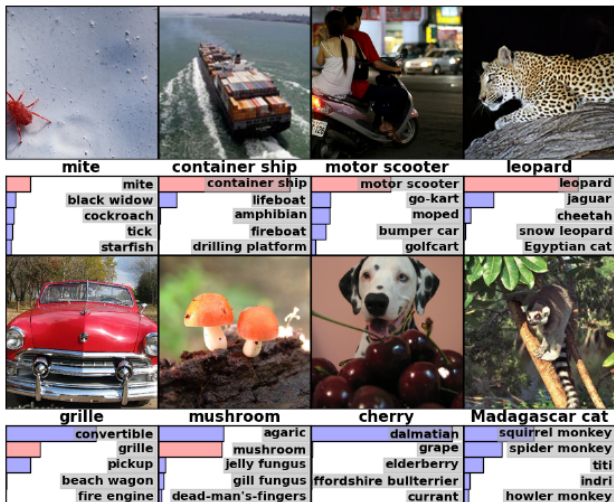 mite
container ship
motor scooter
leopard
mite
black widow
cockroach
tick
starfish
container ship
lifeboat
amphibian
fireboat
drilling platform
motor scooter
go-kart
moped
bumper car
golfcart
leopard
jaguar
cheetah
snow leopard
Egyptian cat
grille
mushroom
cherry
Madagascar cat
convertible
grille
pickup
beach wagon
fire engine
agaric
mushroom
jelly fungus
gill fungus
dead-man's-fingers
dalmatian
grape
elderberry
ffordshire bullterrier
currant
squirrel monkey
spider monkey
titi
indri
howler monkey